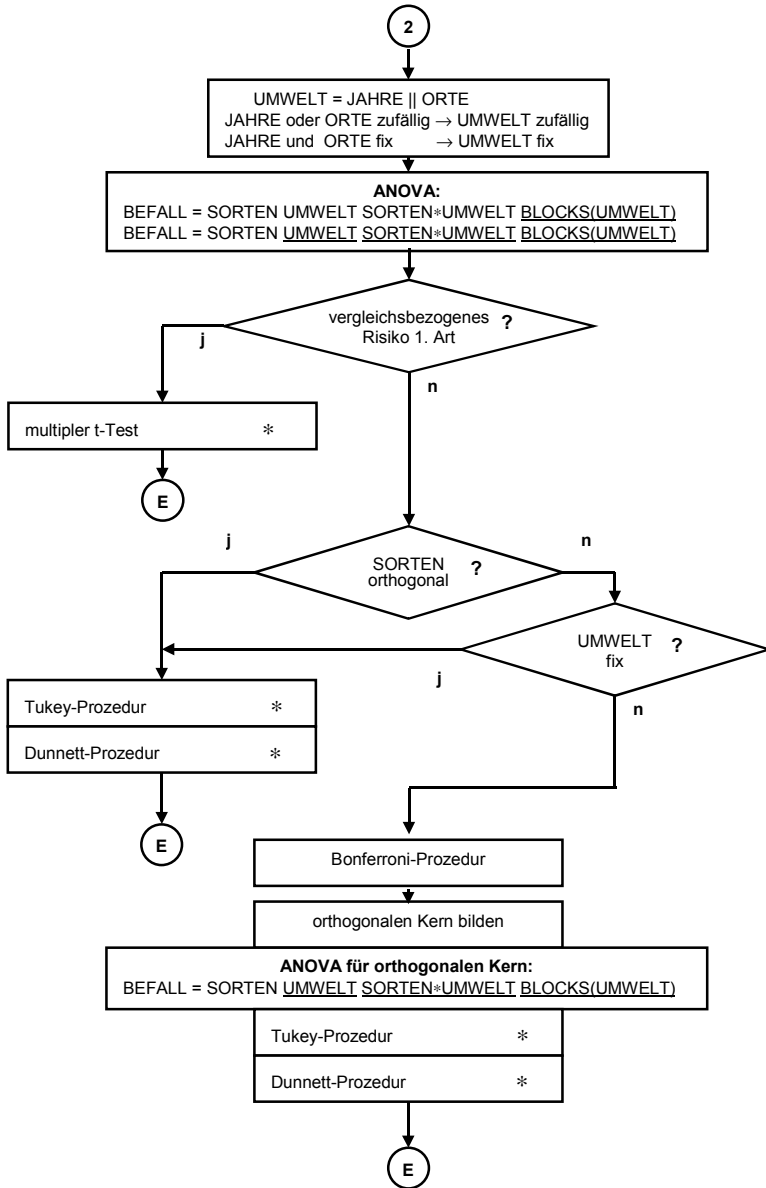 2
UMWELT = JAHRE || ORTE
JAHRE oder ORTE zufällig → UMWELT zufällig
JAHRE und ORTE fix → UMWELT fix
ANOVA:
BEFALL = SORTEN UMWELT SORTEN∗UMWELT BLOCKS(UMWELT)
BEFALL = SORTEN UMWELT SORTEN∗UMWELT BLOCKS(UMWELT)
vergleichsbezogenes ?
Risiko 1. Art
j
n
multipler t-Test ∗
E
j
n
SORTEN ?
orthogonal
UMWELT ?
fix
j
n
Tukey-Prozedur ∗
Dunnett-Prozedur ∗
E
Bonferroni-Prozedur
orthogonalen Kern bilden
ANOVA für orthogonalen Kern:
BEFALL = SORTEN UMWELT SORTEN∗UMWELT BLOCKS(UMWELT)
Tukey-Prozedur ∗
Dunnett-Prozedur ∗
E